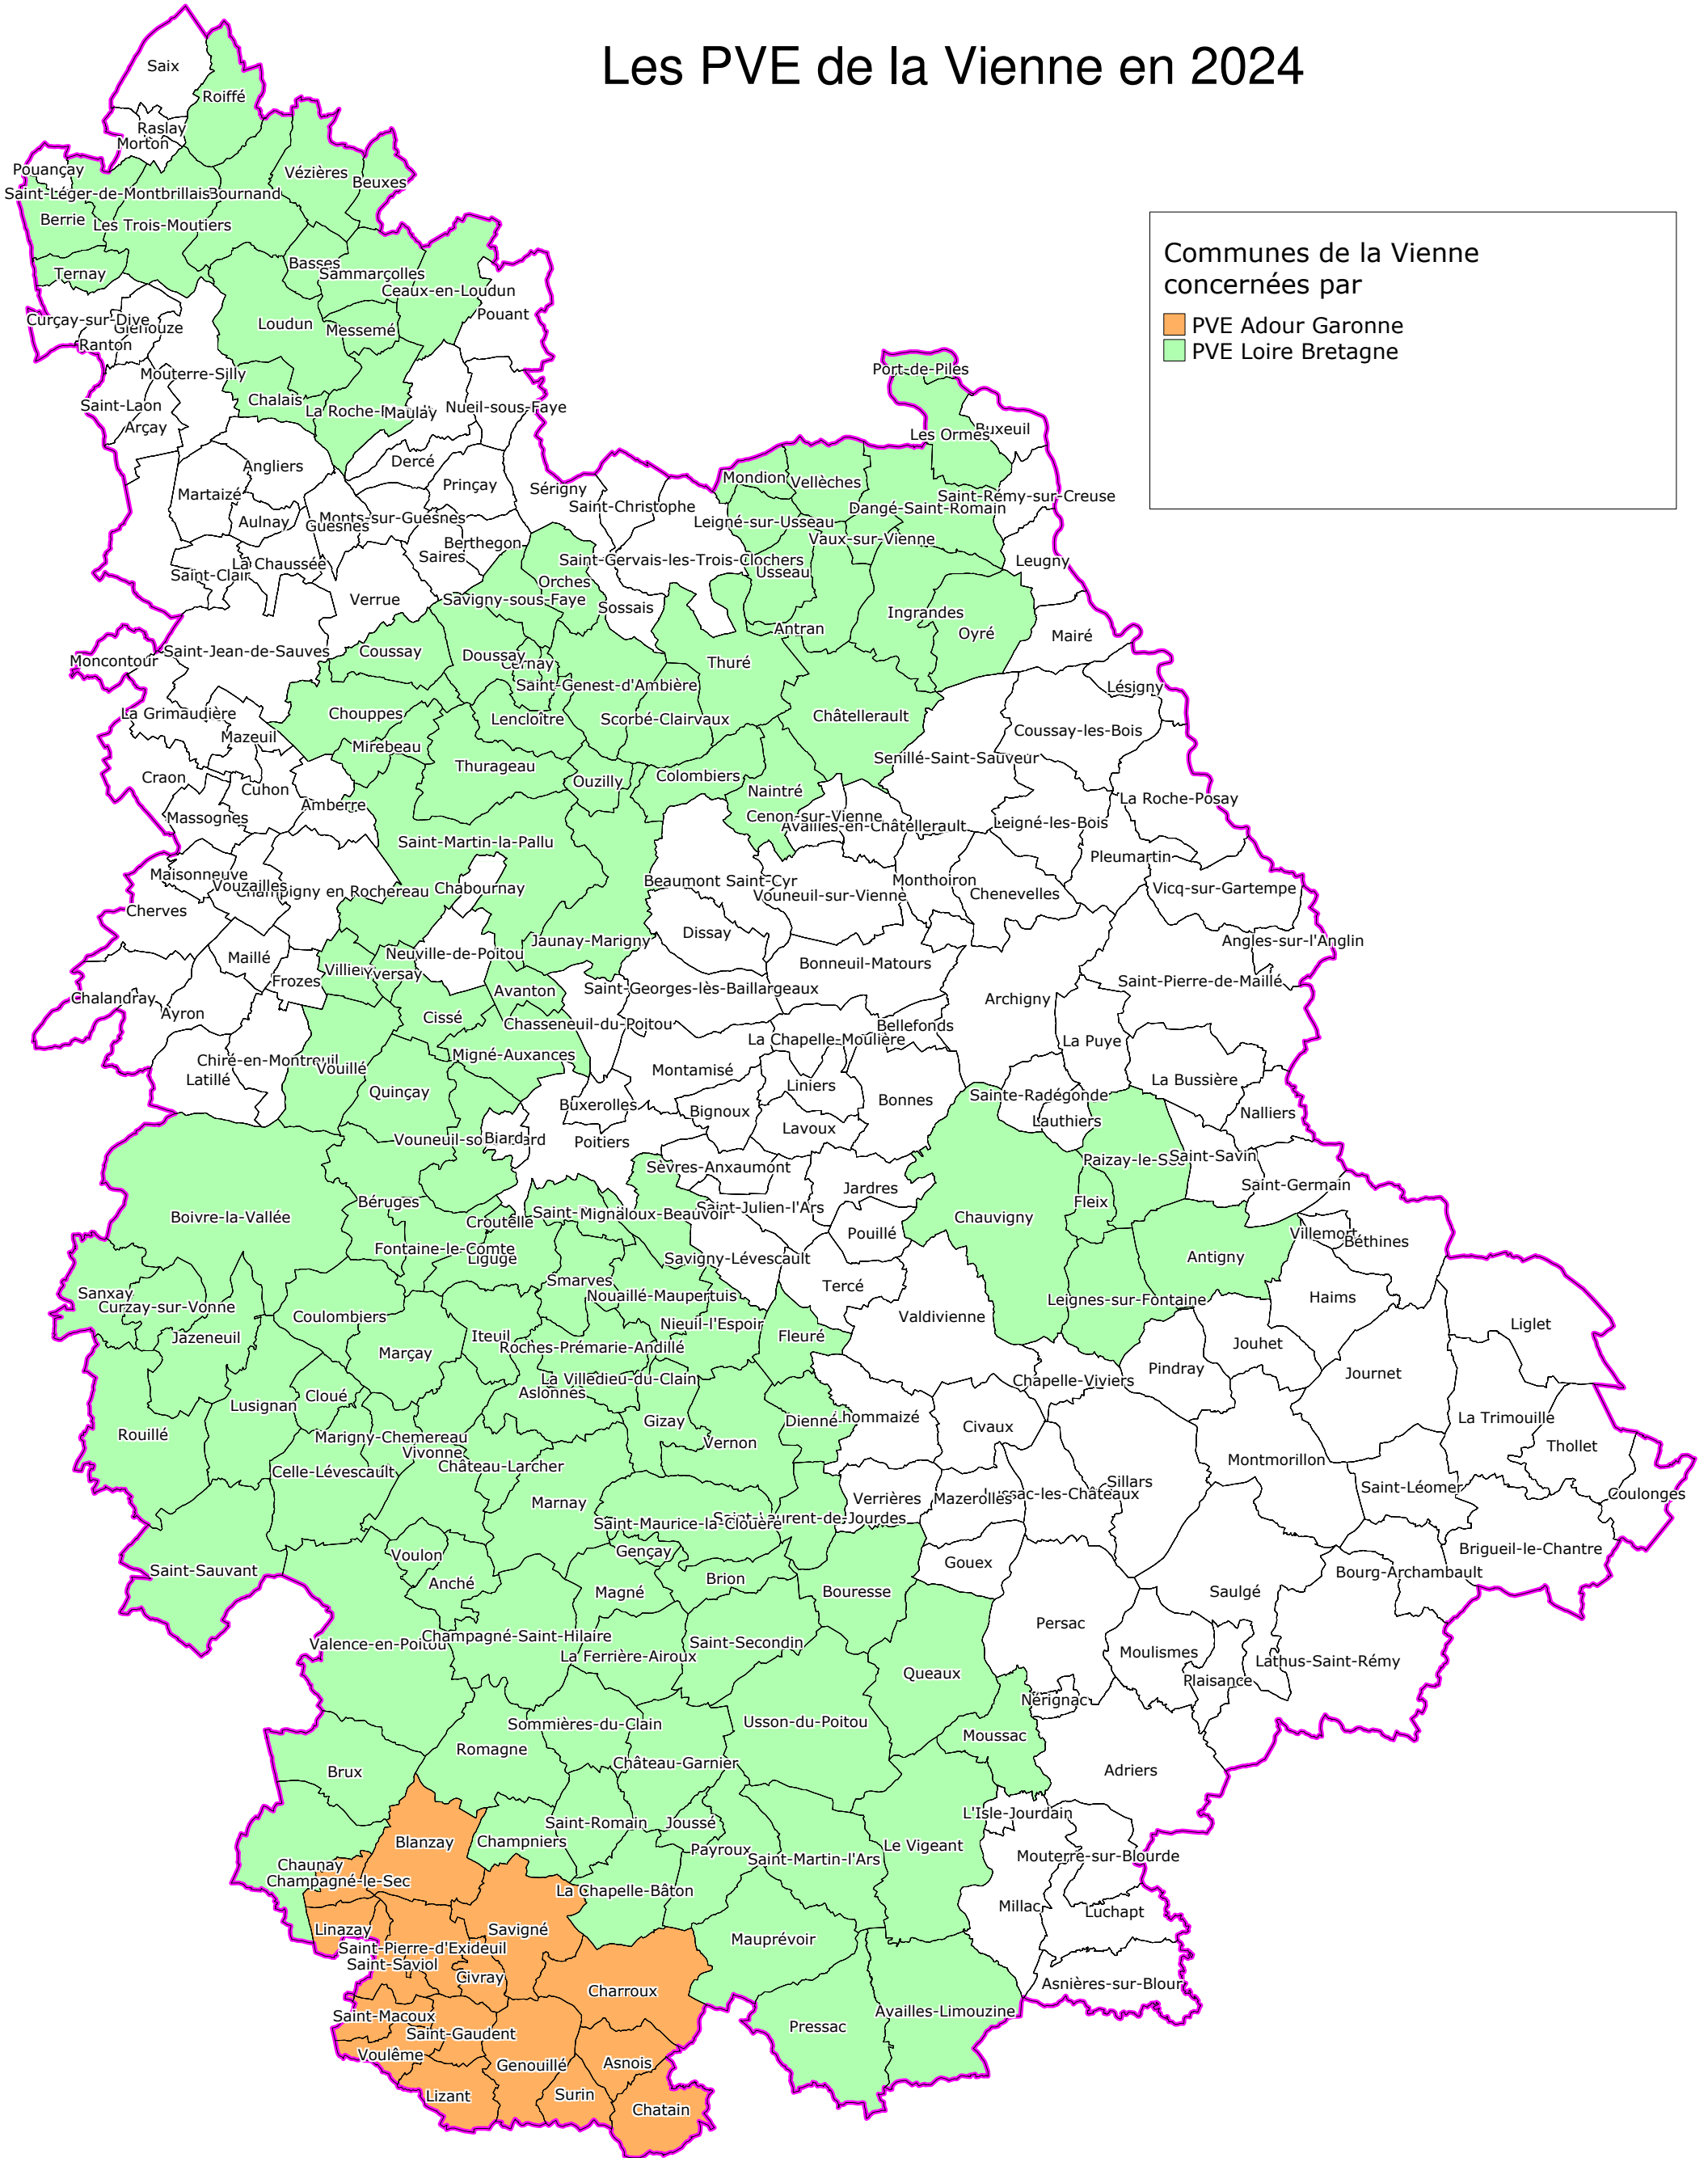 Les PVE de la Vienne en 2024
Communes de la Vienne
concernées par
PVE Adour Garonne
PVE Loire Bretagne
Saix
Roiffé
Raslay
Morton
Pouançay
Vézières
Beuxes
Saint-Léger-de-Montbrillais
Bournand
Berrie
Les Trois-Moutiers
Ternay
Basses
Sammarçolles
Ceaux-en-Loudun
Pouant
Curçay-sur-Dive
Glénouze
Loudun
Messemé
Ranton
Mouterre-Silly
Port-de-Piles
Chalais
Saint-Laon
La Roche-
Maulay
Nueil-sous-Faye
Arçay
Les Ormes
Buxeuil
Angliers
Dercé
Prinçay
Sérigny
Mondion
Vellèches
Martaizé
Saint-Rémy-sur-Creuse
Saint-Christophe
Dangé-Saint-Romain
Aulnay
Guesnes
Monts-sur-Guesnes
Leigné-sur-Usseau
Berthegon
Vaux-sur-Vienne
Saires
La Chaussée
Saint-Gervais-les-Trois-Clochers
Leugny
Saint-Clair
Usseau
Orches
Verrue
Savigny-sous-Faye
Sossais
Ingrandes
Antran
Oyré
Mairé
Saint-Jean-de-Sauves
Coussay
Doussay
Cernay
Thuré
Moncontour
Saint-Genest-d'Ambière
Lésigny
La Grimaudière
Chouppes
Lencloître
Scorbé-Clairvaux
Châtellerault
Coussay-les-Bois
Mazeuil
Mirebeau
Senillé-Saint-Sauveur
Thurageau
Craon
Cuhon
Ouzilly
Colombiers
Naintré
La Roche-Posay
Amberre
Massognes
Cenon-sur-Vienne
Availles-en-Châtellerault
Leigné-les-Bois
Saint-Martin-la-Pallu
Pleumartin
Maisonneuve
Vouzailles
Champigny en Rochereau
Chabournay
Beaumont Saint-Cyr
Vouneuil-sur-Vienne
Monthoiron
Chenevelles
Vicq-sur-Gartempe
Cherves
Dissay
Jaunay-Marigny
Angles-sur-l'Anglin
Maillé
Neuville-de-Poitou
Bonneuil-Matours
Frozes
Villiers
Yversay
Saint-Pierre-de-Maillé
Chalandray
Avanton
Saint-Georges-lès-Baillargeaux
Archigny
Ayron
Cissé
Chasseneuil-du-Poitou
Bellefonds
La Chapelle-Moulière
La Puye
Chiré-en-Montreuil
Vouillé
Migné-Auxances
Montamisé
Latillé
La Bussière
Quinçay
Liniers
Sainte-Radégonde
Buxerolles
Bignoux
Bonnes
Nalliers
Lauthiers
Lavoux
Biard
Poitiers
Paizay-le-Sec
Saint-Savin
Sèvres-Anxaumont
Saint-Germain
Jardres
Béruges
Fleix
Saint-Julien-l'Ars
Boivre-la-Vallée
Croutelle
Mignaloux-Beauvoir
Chauvigny
Pouillé
Villemort
Béthines
Fontaine-le-Comte
Ligugé
Savigny-Lévescault
Antigny
Smarves
Tercé
Sanxay
Curzay-sur-Vonne
Nouaillé-Maupertuis
Leignes-sur-Fontaine
Haims
Coulombiers
Valdivienne
Nieuil-l'Espoir
Liglet
Jazeneuil
Iteuil
Fleuré
Roches-Prémarie-Andillé
Jouhet
Marçay
Pindray
Journet
La Villedieu-du-Clain
Aslonnes
Chapelle-Viviers
Cloué
Lusignan
Gizay
Dienné
Lhommaizé
Civaux
La Trimouille
Rouillé
Marigny-Chemereau
Vernon
Thollet
Vivonne
Montmorillon
Celle-Lévescault
Château-Larcher
Sillars
Saint-Léomer
Coulonges
Marnay
Verrières
Mazerolles
Lussac-les-Châteaux
Saint-Maurice-la-Clouère
Saint-Laurent-de-Jourdes
Gençay
Voulon
Gouex
Brigueil-le-Chantre
Saint-Sauvant
Bourg-Archambault
Anché
Brion
Magné
Bouresse
Saulgé
Persac
Valence-en-Poitou
Champagné-Saint-Hilaire
Saint-Secondin
La Ferrière-Airoux
Moulismes
Lathus-Saint-Rémy
Queaux
Plaisance
Nérignac
Sommières-du-Clain
Usson-du-Poitou
Moussac
Romagne
Château-Garnier
Brux
Adriers
L'Isle-Jourdain
Blanzay
Champniers
Saint-Romain
Joussé
Payroux
Le Vigeant
Saint-Martin-l'Ars
Mouterre-sur-Blourde
Chaunay
Champagné-le-Sec
La Chapelle-Bâton
Millac
Luchapt
Linazay
Savigné
Mauprévoir
Saint-Pierre-d'Exideuil
Saint-Saviol
Civray
Charroux
Asnières-sur-Blour
Saint-Macoux
Availles-Limouzine
Saint-Gaudent
Pressac
Voulême
Genouillé
Asnois
Lizant
Surin
Chatain